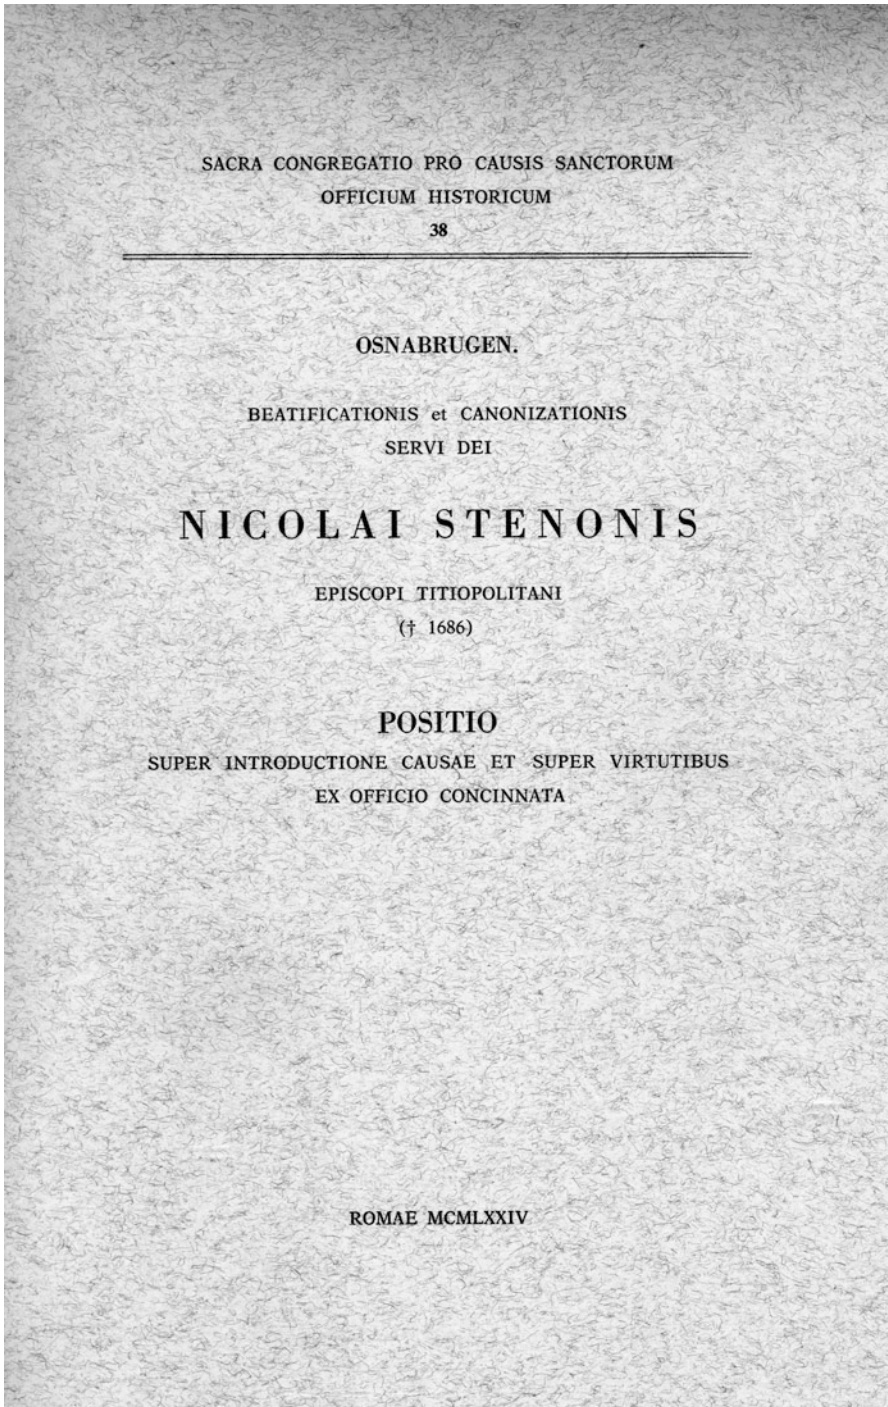 SACRA CONGREGATIO PRO CAUSIS SANCTORUM
OFFICIUM HISTORICUM
38
OSNABRUGEN.
BEATIFICATIONIS et CANONIZATIONIS
SERVI DEI
NICOLAI STENONIS
EPISCOPI TITIOPOLITANI
(† 1686)
POSITIO
SUPER INTRODUCTIONE CAUSAE ET SUPER VIRTUTIBUS
EX OFFICIO CONCINNATA
ROMAE MCMLXXIV